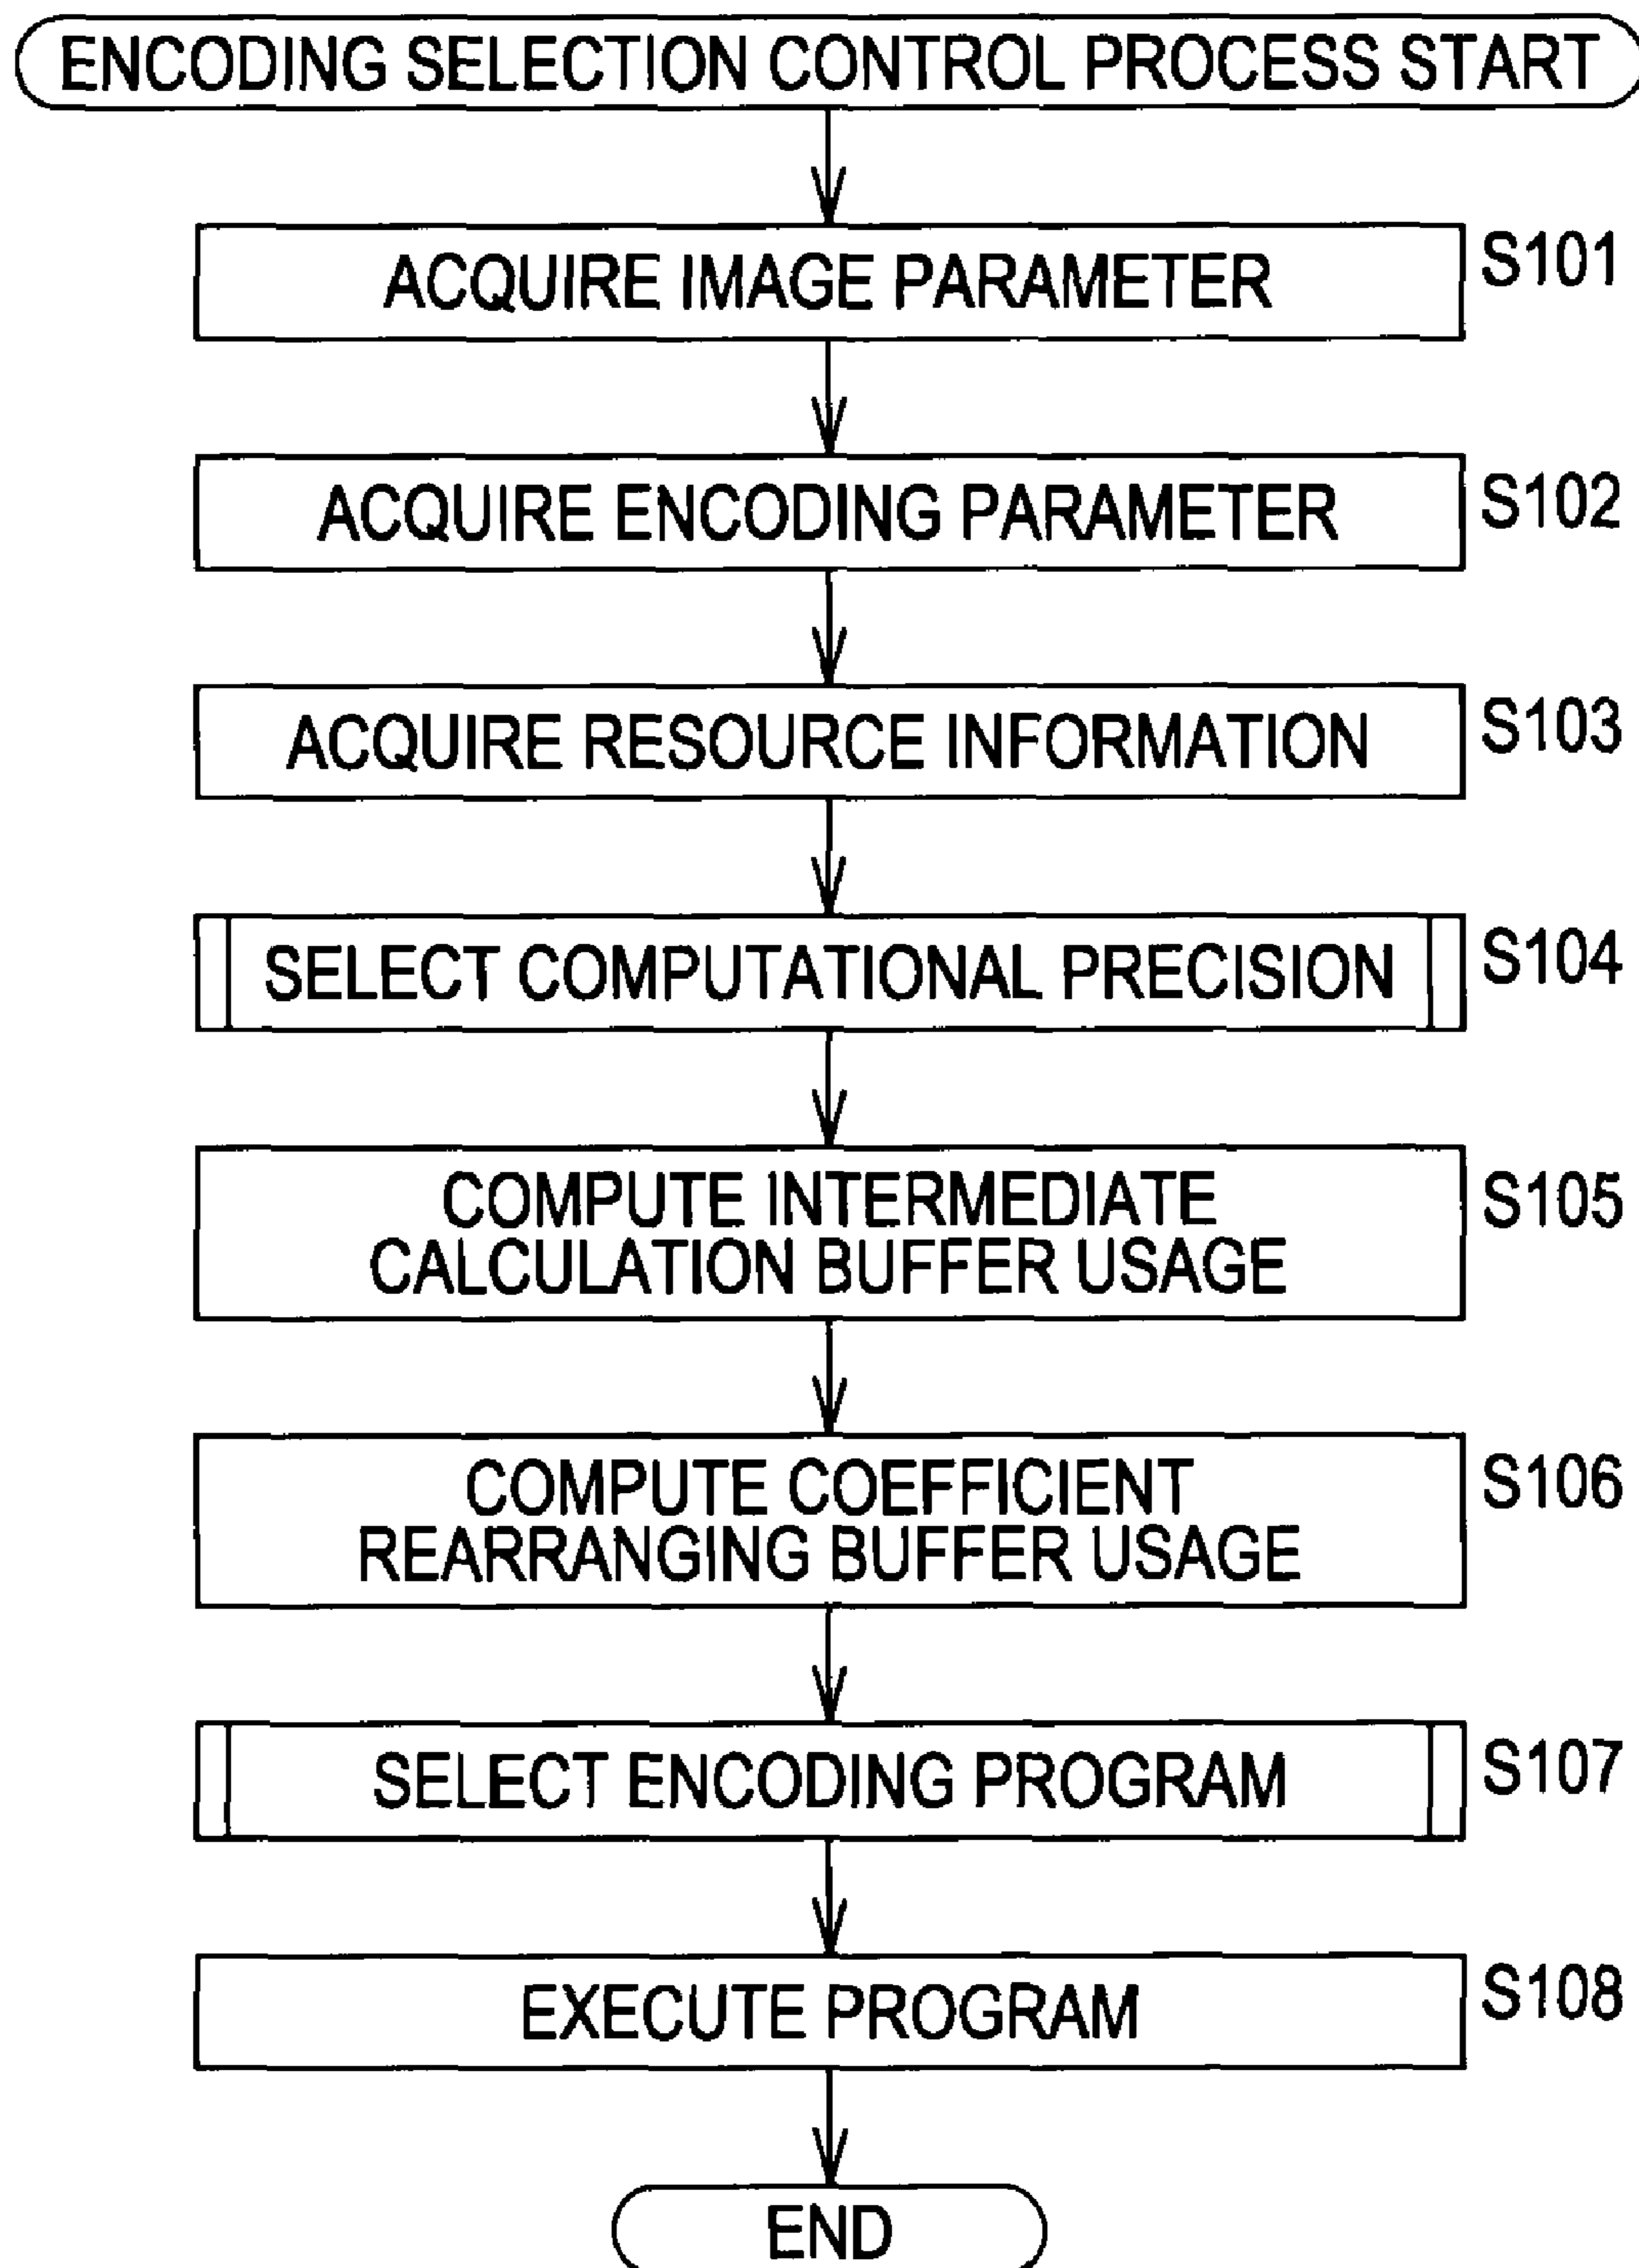 ENCODING SELECTION CONTROL PROCESS START
ACQUIRE IMAGE PARAMETER
S101
ACQUIRE ENCODING PARAMETER
S102
ACQUIRE RESOURCE INFORMATION
S103
SELECT COMPUTATIONAL PRECISION
S104
COMPUTE INTERMEDIATE
CALCULATION BUFFER USAGE
S105
COMPUTE COEFFICIENT
REARRANGING BUFFER USAGE
S106
SELECT ENCODING PROGRAM
S107
EXECUTE PROGRAM
S108
END